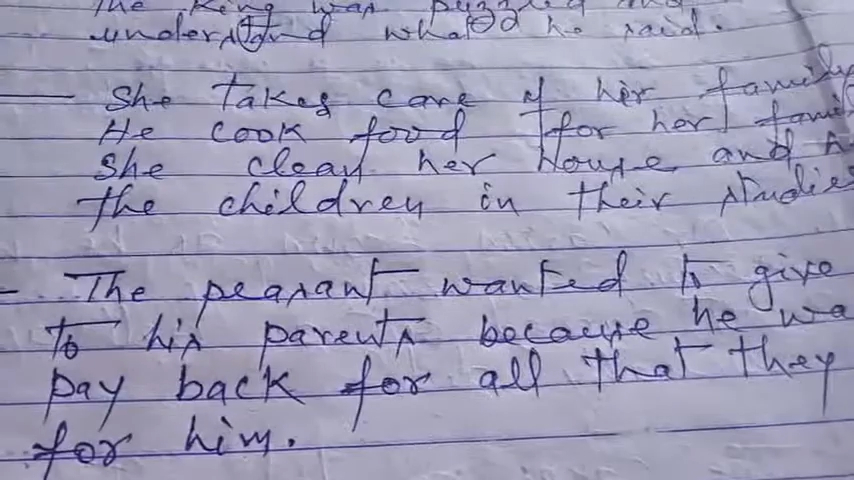 the King was puzzled and
understand what he said.
She takes care of her family
He cook food for her famil
She clean her house and
the children in their studies
The peasant wanted to give
to his parents because he wa
pay back for all that they
for him.